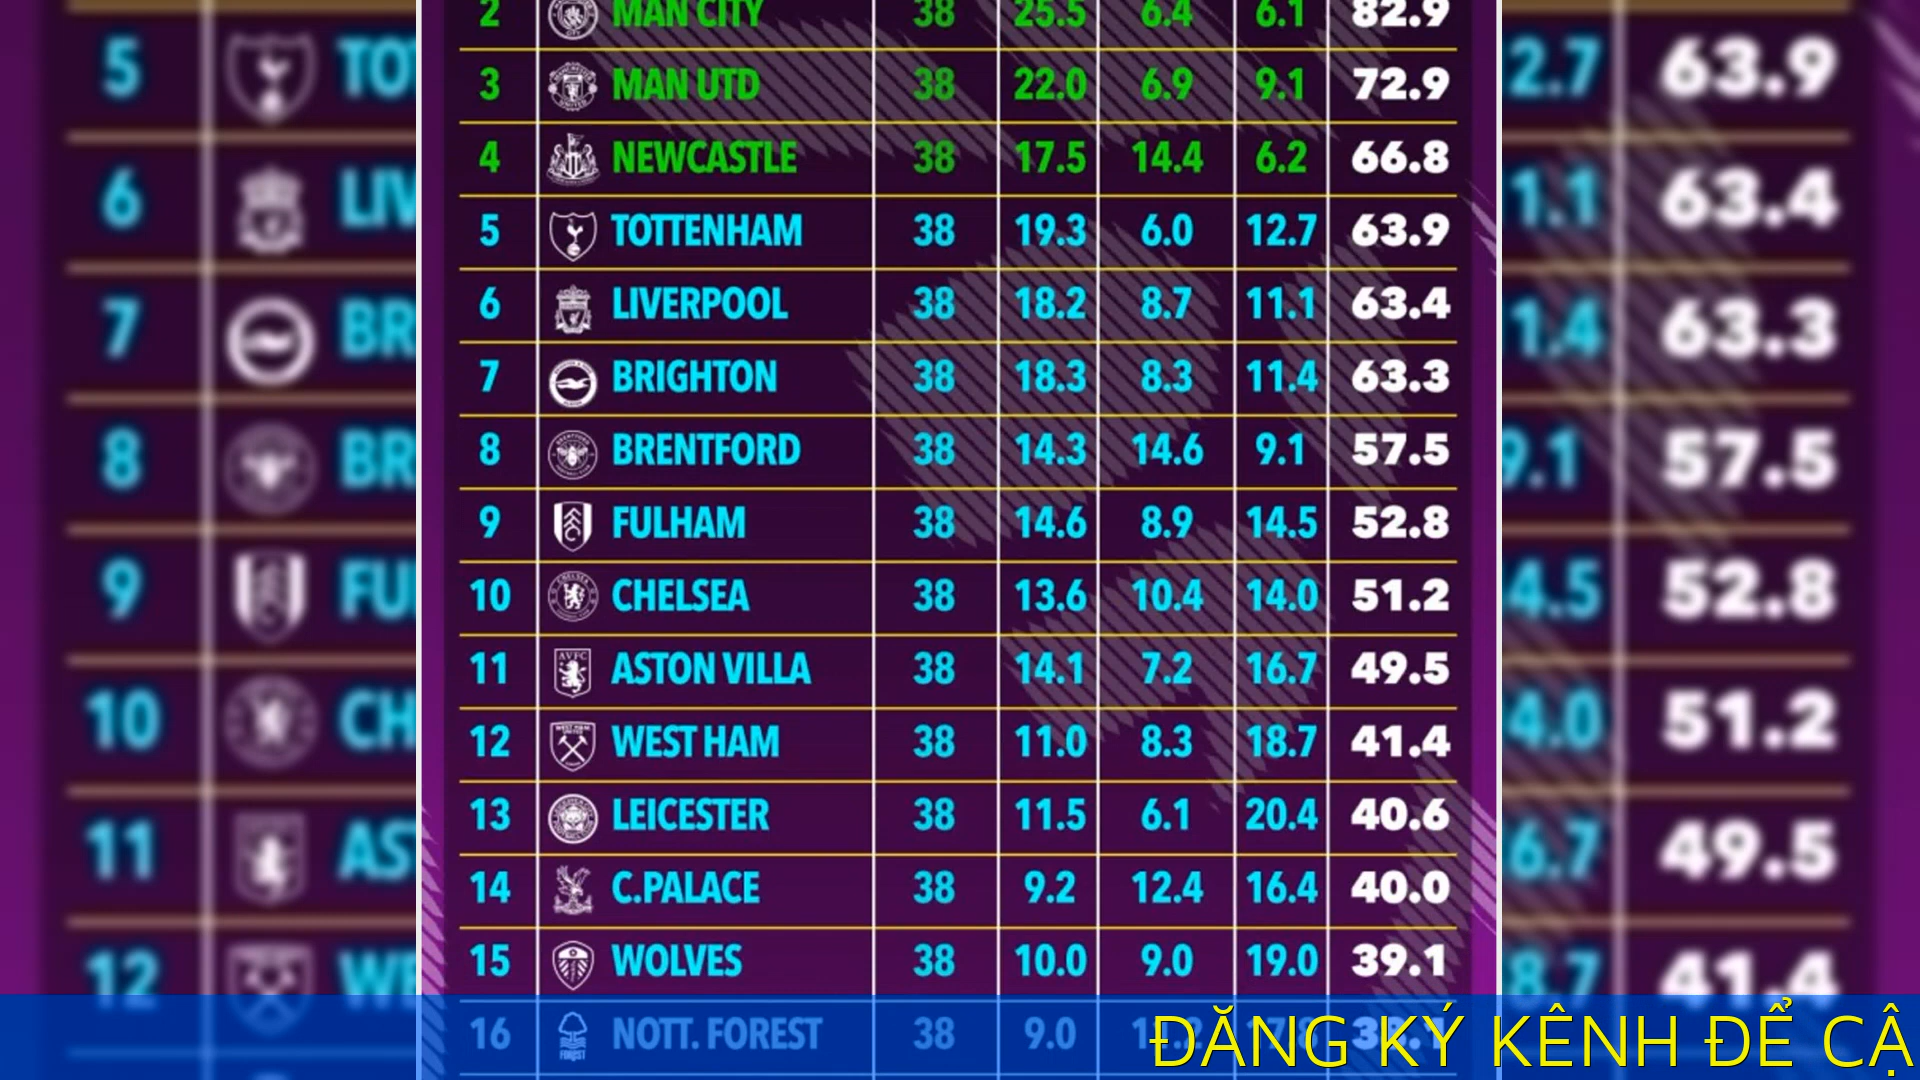 2 MAN CITY 38 25.5 6.4 6.1 82.9
3 MAN UTD 38 22.0 6.9 9.1 72.9
4 NEWCASTLE 38 17.5 14.4 6.2 66.8
5 TOTTENHAM 38 19.3 6.0 12.7 63.9
6 LIVERPOOL 38 18.2 8.7 11.1 63.4
7 BRIGHTON 38 18.3 8.3 11.4 63.3
8 BRENTFORD 38 14.3 14.6 9.1 57.5
9 FULHAM 38 14.6 8.9 14.5 52.8
10 CHELSEA 38 13.6 10.4 14.0 51.2
11 ASTON VILLA 38 14.1 7.2 16.7 49.5
12 WEST HAM 38 11.0 8.3 18.7 41.4
13 LEICESTER 38 11.5 6.1 20.4 40.6
14 C.PALACE 38 9.2 12.4 16.4 40.0
15 WOLVES 38 10.0 9.0 19.0 39.1
16 NOTT. FOREST 38 9.0
ĐĂNG KÝ KÊNH ĐỂ CẬ